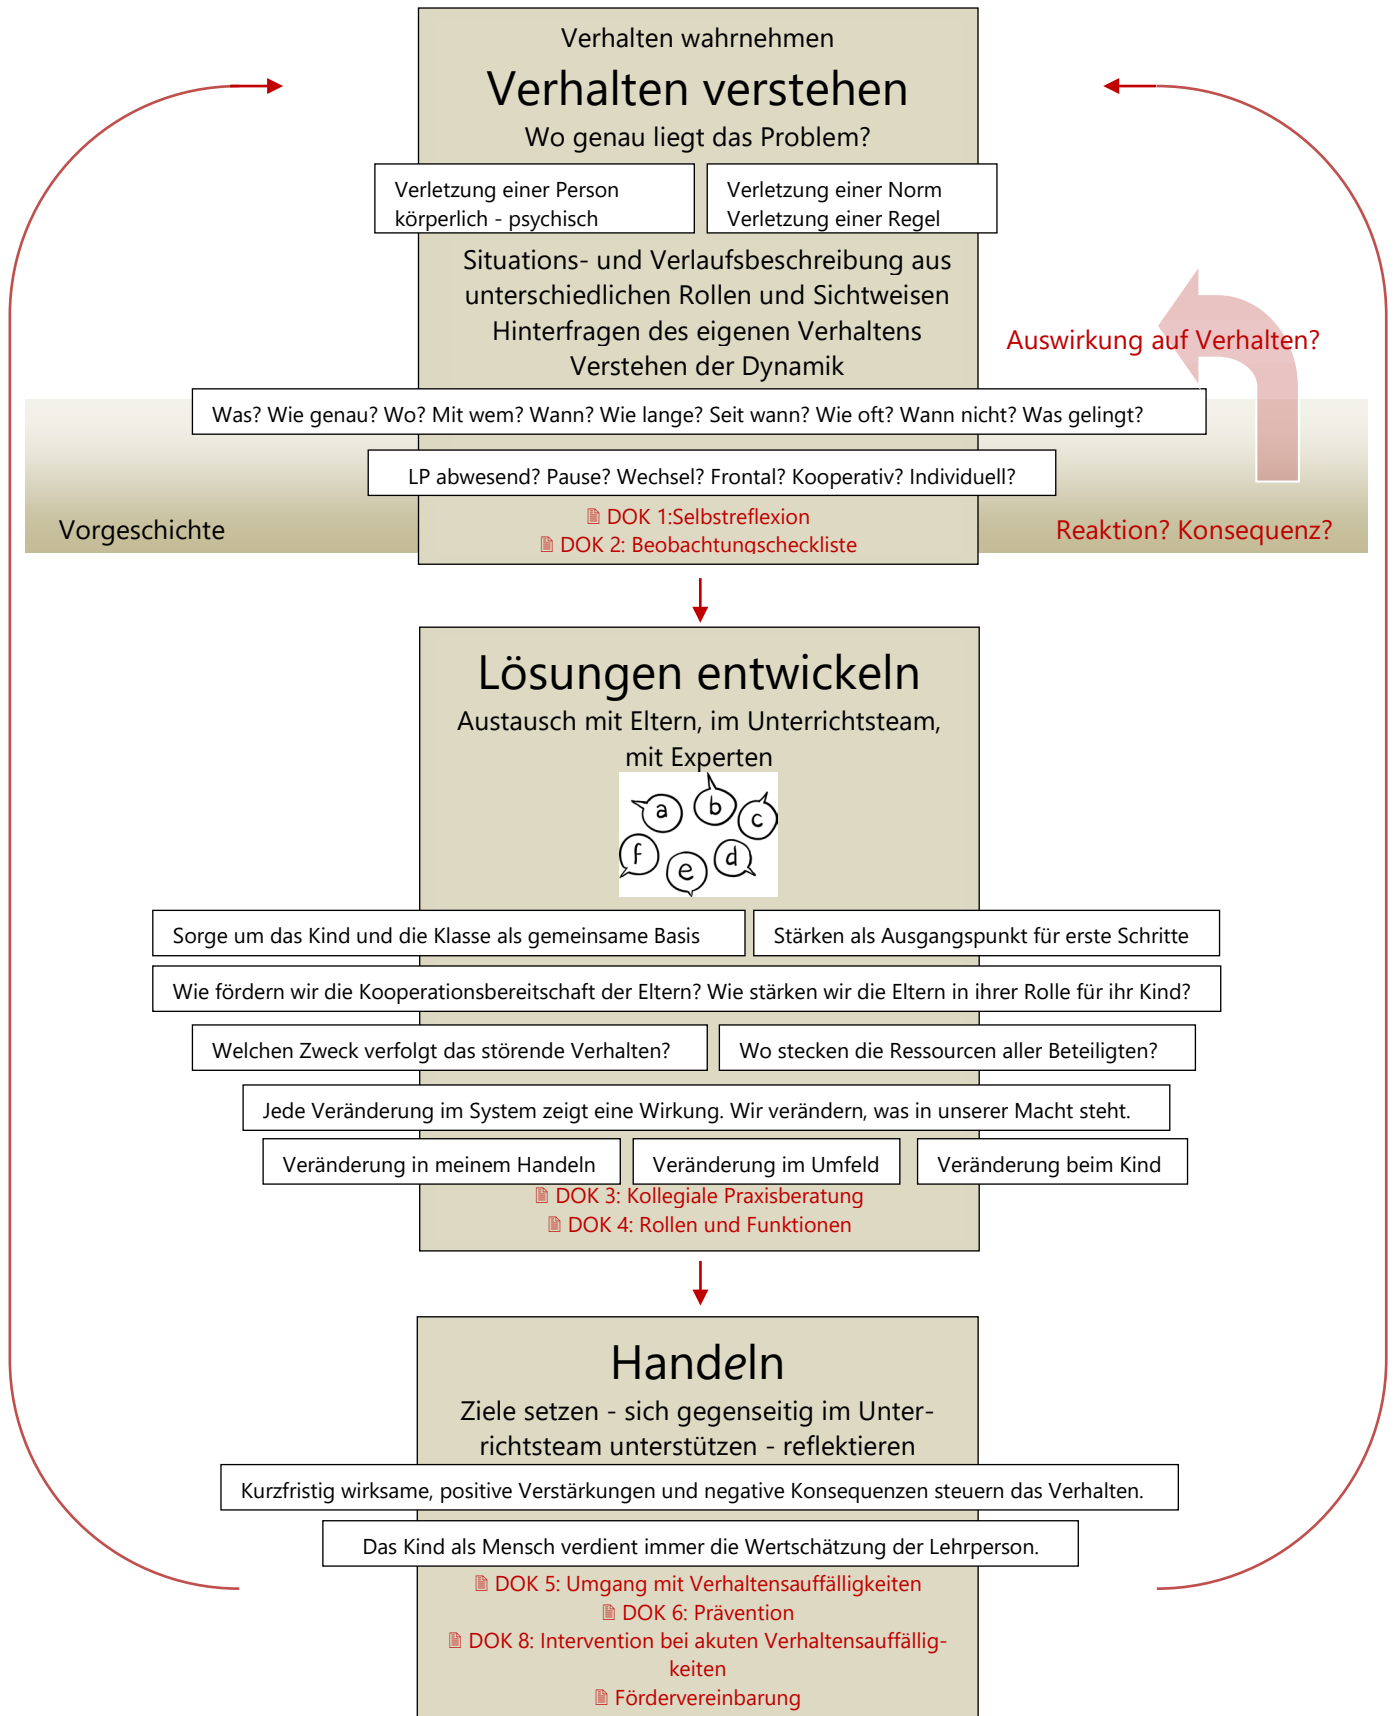 Verhalten wahrnehmen
Verhalten verstehen
Wo genau liegt das Problem?
Verletzung einer Person
körperlich - psychisch
Verletzung einer Norm
Verletzung einer Regel
Situations- und Verlaufsbeschreibung aus
unterschiedlichen Rollen und Sichtweisen
Hinterfragen des eigenen Verhaltens
Verstehen der Dynamik
Auswirkung auf Verhalten?
Was? Wie genau? Wo? Mit wem? Wann? Wie lange? Seit wann? Wie oft? Wann nicht? Was gelingt?
LP abwesend? Pause? Wechsel? Frontal? Kooperativ? Individuell?
Vorgeschichte
DOK 1:Selbstreflexion
DOK 2: Beobachtungscheckliste
Reaktion? Konsequenz?
Lösungen entwickeln
Austausch mit Eltern, im Unterrichtsteam,
mit Experten
a
b
c
f
e
d
Sorge um das Kind und die Klasse als gemeinsame Basis
Stärken als Ausgangspunkt für erste Schritte
Wie fördern wir die Kooperationsbereitschaft der Eltern? Wie stärken wir die Eltern in ihrer Rolle für ihr Kind?
Welchen Zweck verfolgt das störende Verhalten?
Wo stecken die Ressourcen aller Beteiligten?
Jede Veränderung im System zeigt eine Wirkung. Wir verändern, was in unserer Macht steht.
Veränderung in meinem Handeln
Veränderung im Umfeld
Veränderung beim Kind
DOK 3: Kollegiale Praxisberatung
DOK 4: Rollen und Funktionen
Handeln
Ziele setzen - sich gegenseitig im Unter-
richtsteam unterstützen - reflektieren
Kurzfristig wirksame, positive Verstärkungen und negative Konsequenzen steuern das Verhalten.
Das Kind als Mensch verdient immer die Wertschätzung der Lehrperson.
DOK 5: Umgang mit Verhaltensauffälligkeiten
DOK 6: Prävention
DOK 8: Intervention bei akuten Verhaltensauffällig-
keiten
Fördervereinbarung